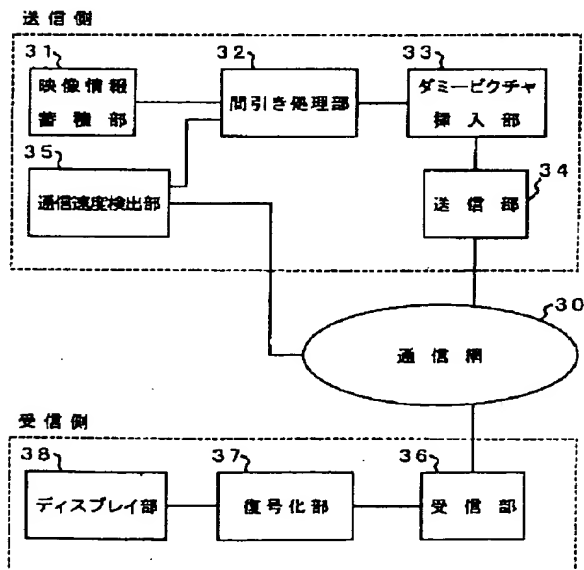 送信側
31
映像情報
蓄積部
32
間引き処理部
33
ダミーピクチャ
挿入部
35
通信速度検出部
34
送信部
30
通信網
受信側
38
ディスプレイ部
37
復号化部
36
受信部